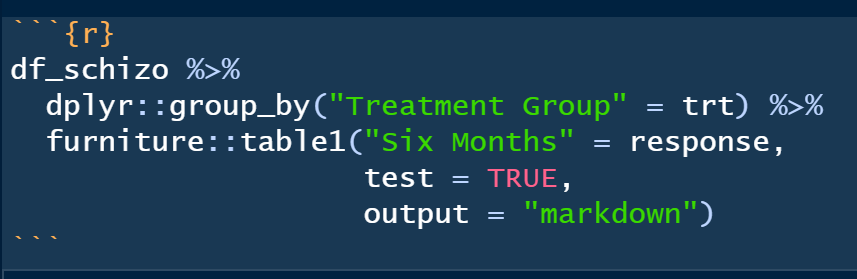 ```{r}
df_schizo %>%
  dplyr::group_by("Treatment Group" = trt) %>%
  furniture::table1("Six Months" = response,
                    test = TRUE,
                    output = "markdown")
```